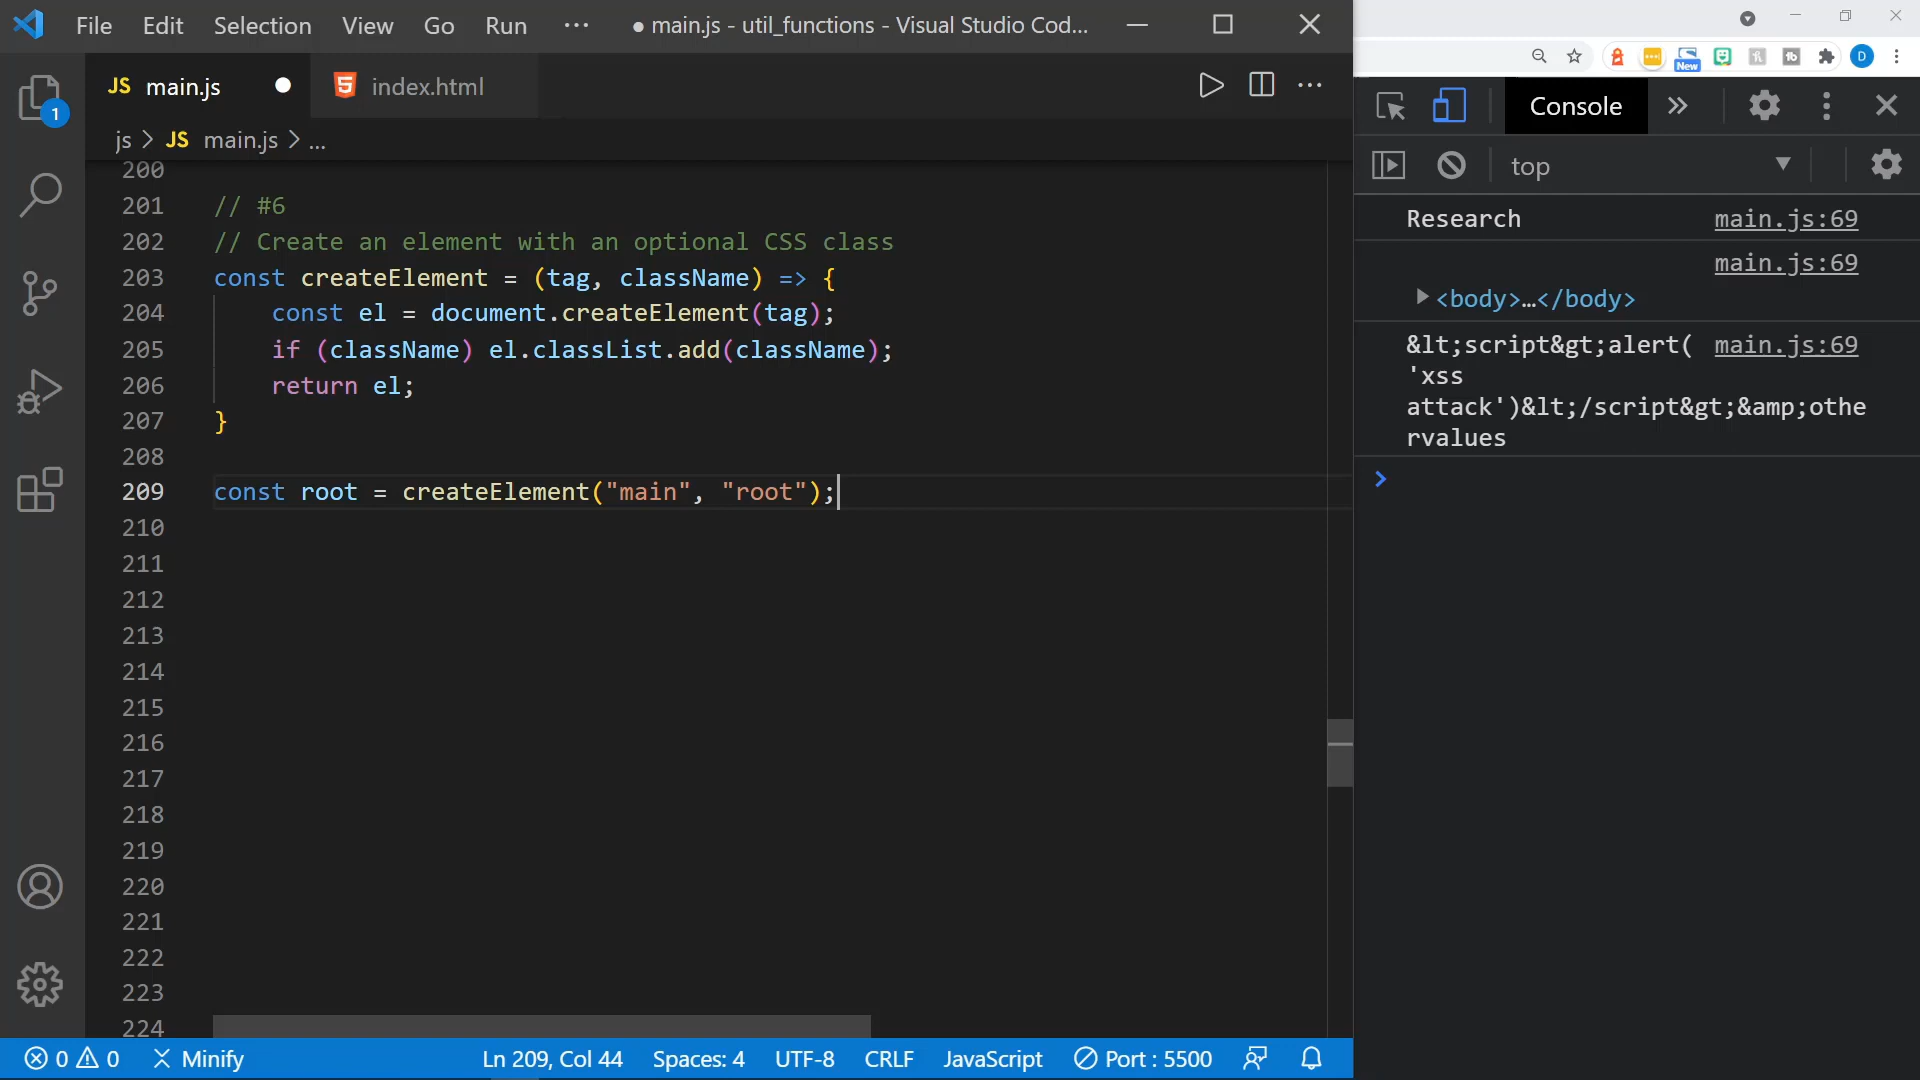 File Edit Selection View Go Run ··· ● main.js - util_functions - Visual Studio Cod...
JS main.js ● index.html ···
js > JS main.js > ...
1
200
201 // #6
202 // Create an element with an optional CSS class
203 const createElement = (tag, className) => {
204 const el = document.createElement(tag);
205 if (className) el.classList.add(className);
206 return el;
207 }
208
209 const root = createElement("main", "root");
210
211
212
213
214
215
216
217
218
219
220
221
222
223
224
0 0 Minify Ln 209, Col 44 Spaces: 4 UTF-8 CRLF JavaScript Port : 5500
New D
Console »
top
Research main.js:69
main.js:69
<body>…</body>
&lt;script&gt;alert( main.js:69
'xss
attack')&lt;/script&gt;&amp;othe
rvalues
>